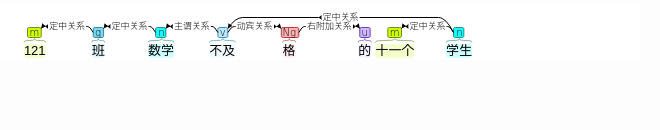 定中关系
定中关系 定中关系 主谓关系 动宾关系 右附加关系 定中关系
m q n v Ng u m n
121 班 数学 不及 格 的 十一个 学生